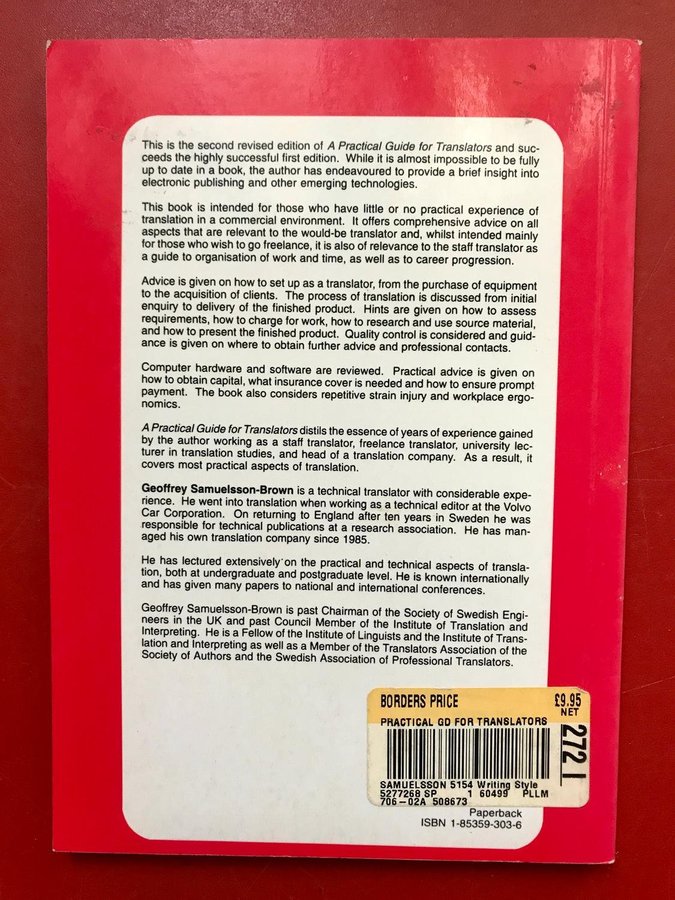 This is the second revised edition of A Practical Guide for Translators and suc-
ceeds the highly successful first edition. While it is almost impossible to be fully
up to date in a book, the author has endeavoured to provide a brief insight into
electronic publishing and other emerging technologies.
This book is intended for those who have little or no practical experience of
translation in a commercial environment. It offers comprehensive advice on all
aspects that are relevant to the would-be translator and, whilst intended mainly
for those who wish to go freelance, it is also of relevance to the staff translator as
a guide to organisation of work and time, as well as to career progression.
Advice is given on how to set up as a translator, from the purchase of equipment
to the acquisition of clients. The process of translation is discussed from initial
enquiry to delivery of the finished product. Hints are given on how to assess
requirements, how to charge for work, how to research and use source material,
and how to present the finished product. Quality control is considered and guid-
ance is given on where to obtain further advice and professional contacts.
Computer hardware and software are reviewed. Practical advice is given on
how to obtain capital, what insurance cover is needed and how to ensure prompt
payment. The book also considers repetitive strain injury and workplace ergo-
nomics.
A Practical Guide for Translators distils the essence of years of experience gained
by the author working as a staff translator, freelance translator, university lec-
turer in translation studies, and head of a translation company. As a result, it
covers most practical aspects of translation.
Geoffrey Samuelsson-Brown is a technical translator with considerable expe-
rience. He went into translation when working as a technical editor at the Volvo
Car Corporation. On returning to England after ten years in Sweden he was
responsible for technical publications at a research association. He has man-
aged his own translation company since 1985.
He has lectured extensively on the practical and technical aspects of transla-
tion, both at undergraduate and postgraduate level. He is known internationally
and has given many papers to national and international conferences.
Geoffrey Samuelsson-Brown is past Chairman of the Society of Swedish Engi-
neers in the UK and past Council Member of the Institute of Translation and
Interpreting. He is a Fellow of the Institute of Linguists and the Institute of Trans-
lation and Interpreting as well as a Member of the Translators Association of the
Society of Authors and the Swedish Association of Professional Translators.
BORDERS PRICE £9.95
NET
PRACTICAL GD FOR TRANSLATORS
272 I
SAMUELSSON 5154 Writing Style
5277268 SP 1 60499 PLLM
706-02A 508673
Paperback
ISBN 1-85359-303-6